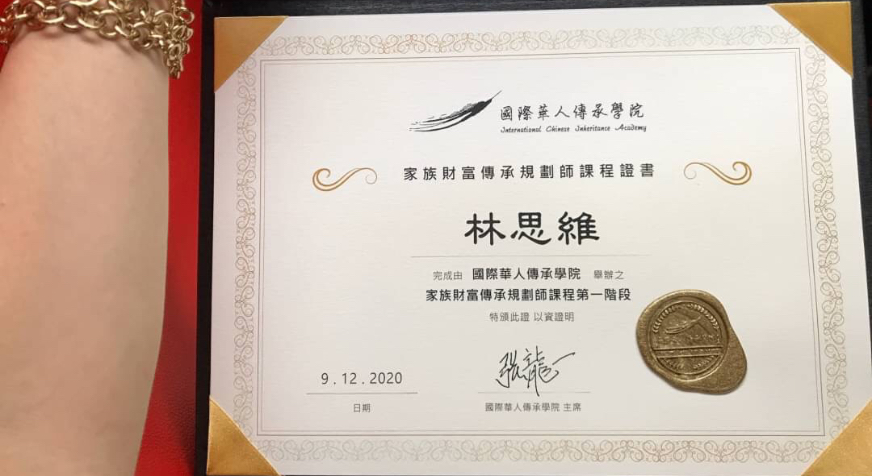 國際華人傳承學院
International Chinese Inheritance Academy
家族財富傳承規劃師課程證書
林思維
完成由 國際華人傳承學院 舉辦之
家族財富傳承規劃師課程第一階段
特頒此證 以資證明
9.12.2020
日期
國際華人傳承學院 主席